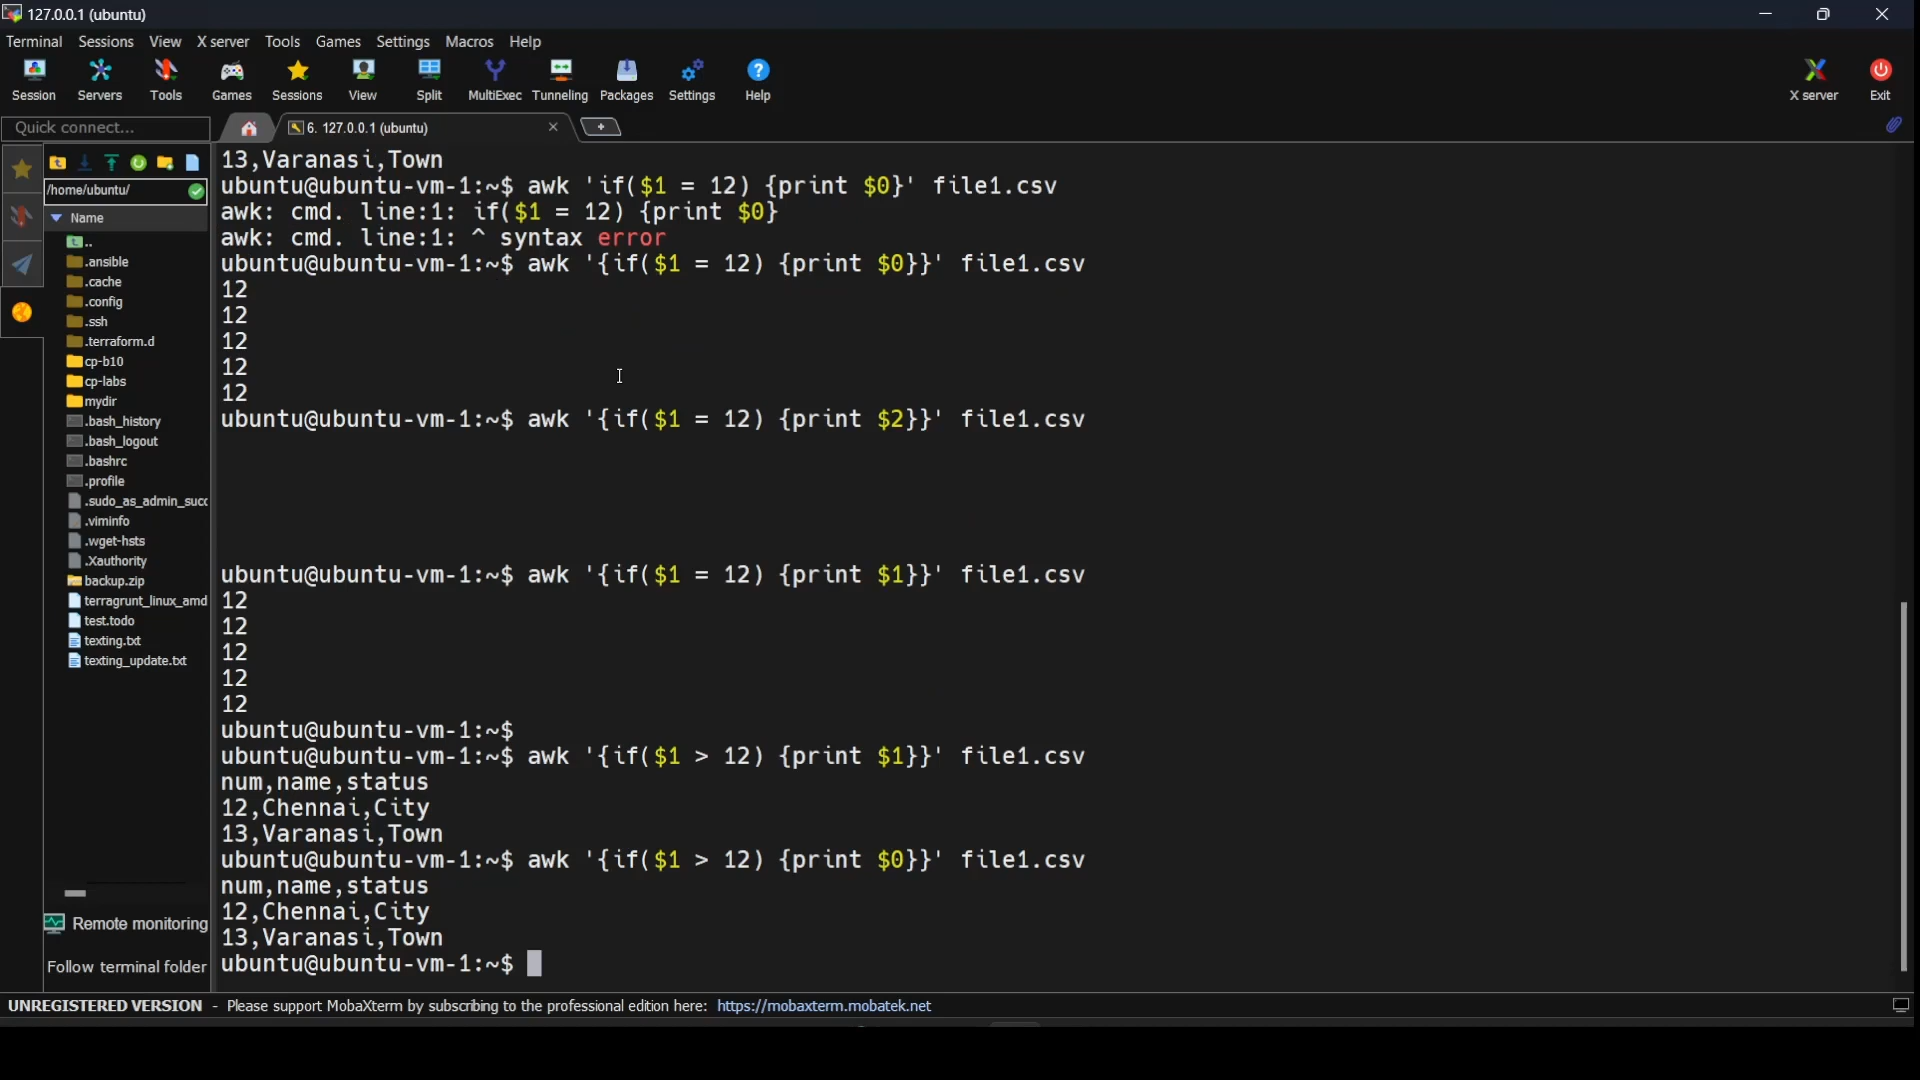 127.0.0.1 (ubuntu)
Terminal Sessions View X server Tools Games Settings Macros Help
Session Servers Tools Games Sessions View Split MultiExec Tunneling Packages Settings Help X server Exit
Quick connect... 6. 127.0.0.1 (ubuntu)
/home/ubuntu/
Name
..
.ansible
.cache
.config
.ssh
.terraform.d
cp-b10
cp-labs
mydir
.bash_history
.bash_logout
.bashrc
.profile
.sudo_as_admin_succ
.viminfo
.wget-hsts
.Xauthority
backup.zip
terragrunt_linux_amd
test.todo
texting.txt
texting_update.txt
Remote monitoring
Follow terminal folder
13,Varanasi,Town
ubuntu@ubuntu-vm-1:~$ awk 'if($1 = 12) {print $0}' file1.csv
awk: cmd. line:1: if($1 = 12) {print $0}
awk: cmd. line:1: ^ syntax error
ubuntu@ubuntu-vm-1:~$ awk '{if($1 = 12) {print $0}}' file1.csv
12
12
12
12
12
ubuntu@ubuntu-vm-1:~$ awk '{if($1 = 12) {print $2}}' file1.csv
ubuntu@ubuntu-vm-1:~$ awk '{if($1 = 12) {print $1}}' file1.csv
12
12
12
12
12
ubuntu@ubuntu-vm-1:~$
ubuntu@ubuntu-vm-1:~$ awk '{if($1 > 12) {print $1}}' file1.csv
num,name,status
12,Chennai,City
13,Varanasi,Town
ubuntu@ubuntu-vm-1:~$ awk '{if($1 > 12) {print $0}}' file1.csv
num,name,status
12,Chennai,City
13,Varanasi,Town
ubuntu@ubuntu-vm-1:~$
UNREGISTERED VERSION - Please support MobaXterm by subscribing to the professional edition here: https://mobaxterm.mobatek.net